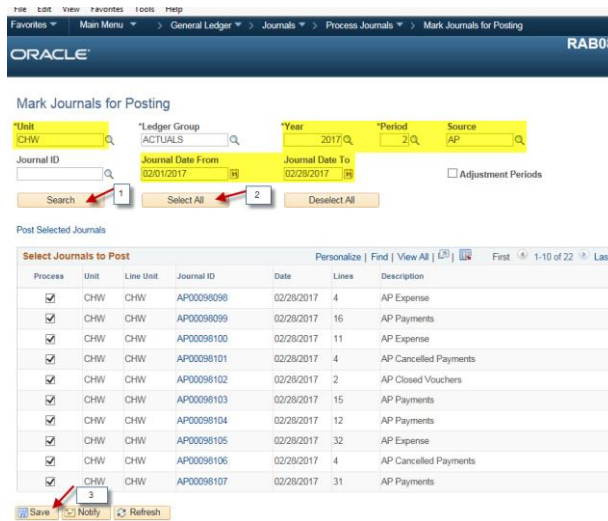 File Edit View Favorites Tools Help
Favorites Main Menu > General Ledger > Journals > Process Journals > Mark Journals for Posting
ORACLE RAB08
Mark Journals for Posting
*Unit *Ledger Group *Year *Period Source
CHW ACTUALS 2017 2 AP
Journal ID Journal Date From Journal Date To
02/01/2017 02/28/2017 Adjustment Periods
Search 1 Select All 2 Deselect All
Post Selected Journals
Select Journals to Post Personalize | Find | View All | | First 1-10 of 22 Las
Process Unit Line Unit Journal ID Date Lines Description
CHW CHW AP00098098 02/28/2017 4 AP Expense
CHW CHW AP00098099 02/28/2017 16 AP Payments
CHW CHW AP00098100 02/28/2017 11 AP Expense
CHW CHW AP00098101 02/28/2017 4 AP Cancelled Payments
CHW CHW AP00098102 02/28/2017 2 AP Closed Vouchers
CHW CHW AP00098103 02/28/2017 15 AP Payments
CHW CHW AP00098104 02/28/2017 12 AP Payments
CHW CHW AP00098105 02/28/2017 32 AP Expense
CHW CHW AP00098106 02/28/2017 4 AP Cancelled Payments
CHW CHW AP00098107 02/28/2017 31 AP Payments
3
Save Notify Refresh